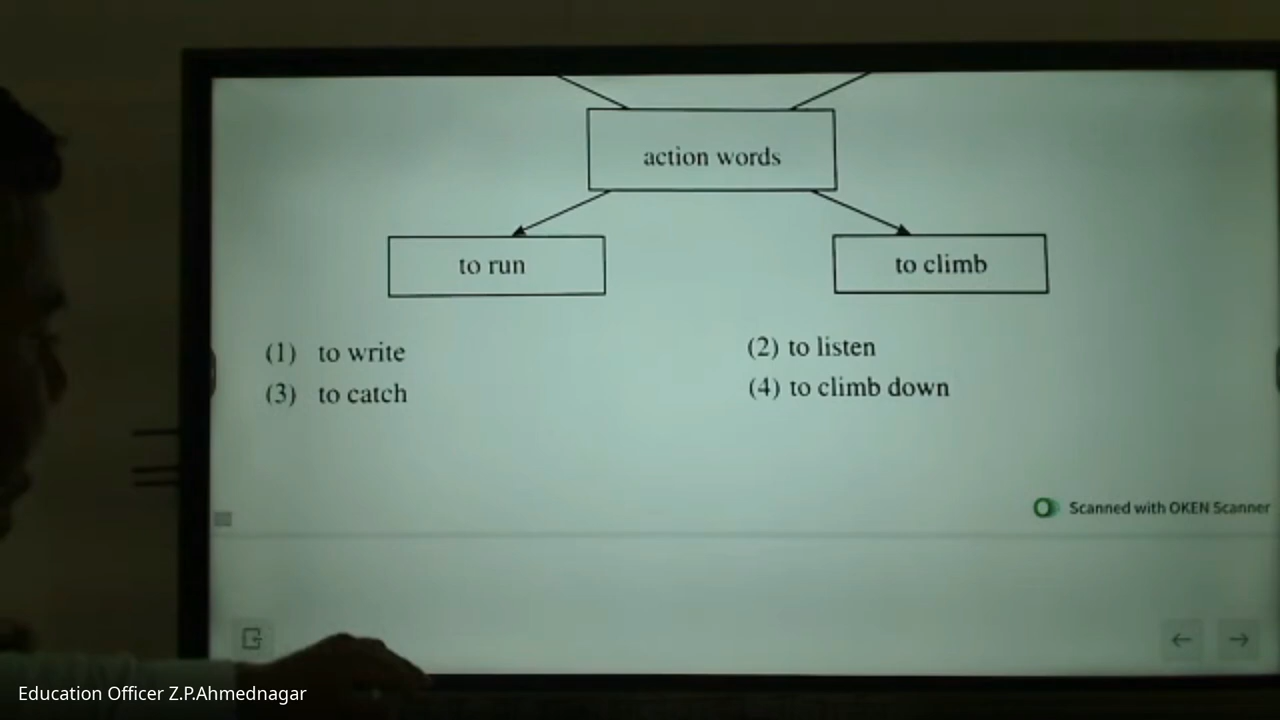 action words
to run
to climb
(1) to write
(2) to listen
(3) to catch
(4) to climb down
Scanned with OKEN Scanner
Education Officer Z.P.Ahmednagar